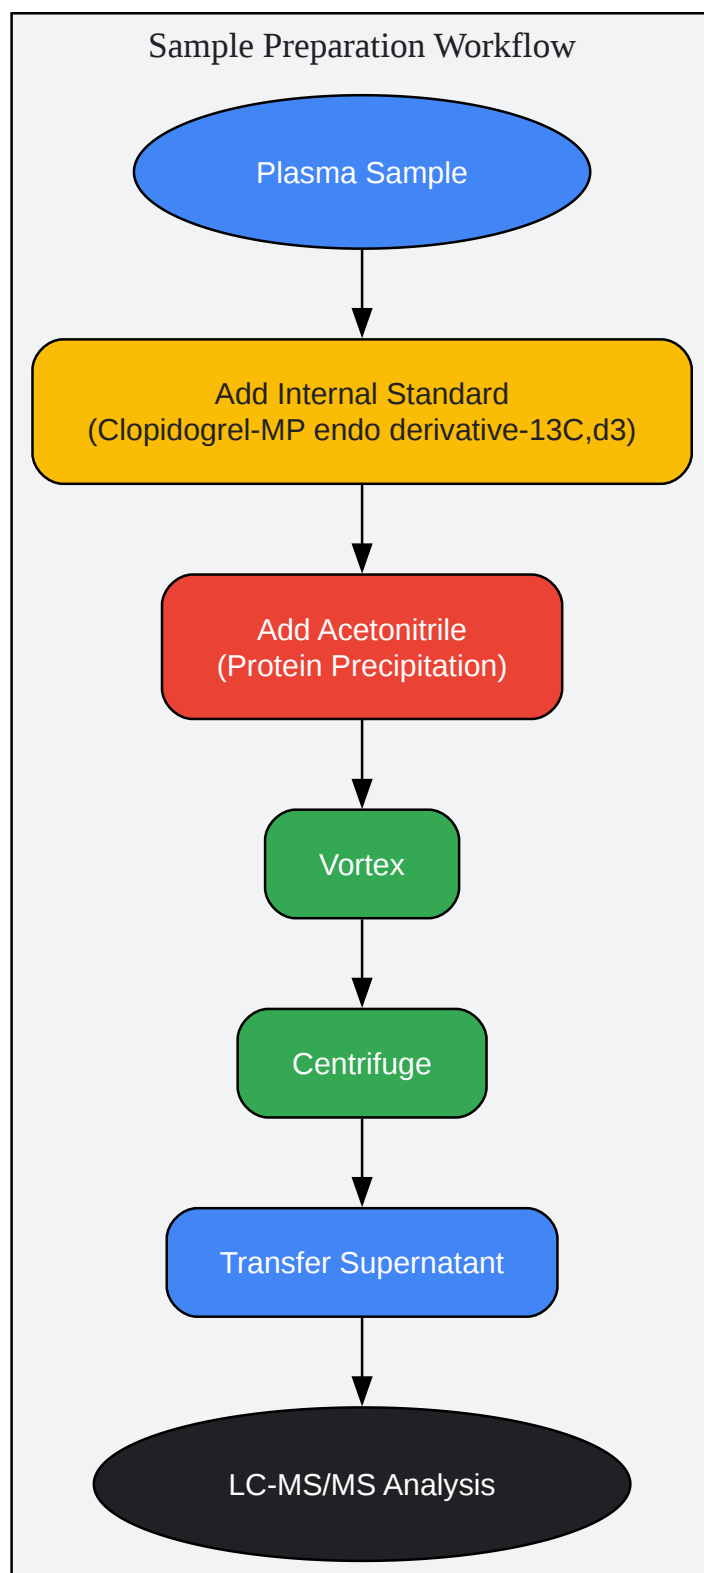 Sample Preparation Workflow
Plasma Sample
Add Internal Standard
(Clopidogrel-MP endo derivative-13C,d3)
Add Acetonitrile
(Protein Precipitation)
Vortex
Centrifuge
Transfer Supernatant
LC-MS/MS Analysis